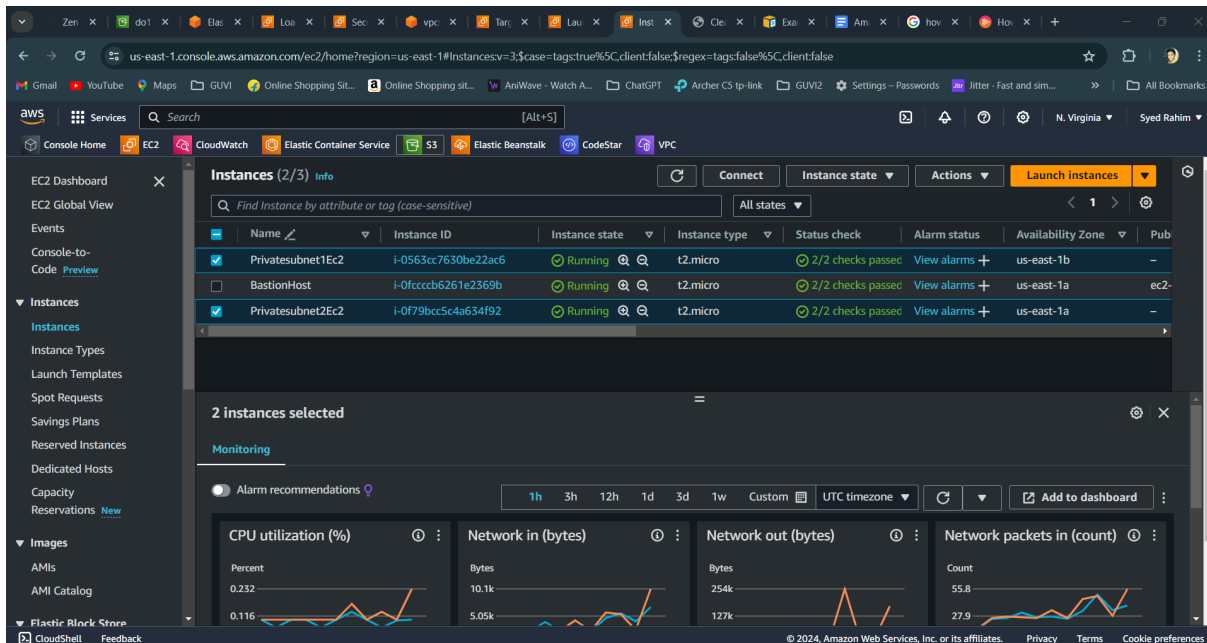 Zen
do1
Elas
Loa
Sec
vpc
Targ
Lau
Inst
Cle
Exa
Am
how
Ho
us-east-1.console.aws.amazon.com/ec2/home?region=us-east-1#Instances:v=3;$case=tags:true%5C,client:false;$regex=tags:false%5C,client:false
Gmail YouTube Maps GUVI Online Shopping Sit... Online Shopping sit... AniWave - Watch A... ChatGPT Archer C5 tp-link GUVI2 Settings – Passwords Jitter - Fast and sim... » All Bookmarks
aws Services Search [Alt+S] N. Virginia ▼ Syed Rahim ▼
Console Home EC2 CloudWatch Elastic Container Service S3 Elastic Beanstalk CodeStar VPC
EC2 Dashboard
EC2 Global View
Events
Console-to-
Code Preview
Instances
Instances
Instance Types
Launch Templates
Spot Requests
Savings Plans
Reserved Instances
Dedicated Hosts
Capacity
Reservations New
Images
AMIs
AMI Catalog
Elastic Block Store
Instances (2/3) Info Connect Instance state ▼ Actions ▼ Launch instances
Find Instance by attribute or tag (case-sensitive) All states ▼ 1
Name Instance ID Instance state Instance type Status check Alarm status Availability Zone Pub
Privatesubnet1Ec2 i-0563cc7630be22ac6 Running t2.micro 2/2 checks passed View alarms + us-east-1b –
BastionHost i-0fccccb6261e2369b Running t2.micro 2/2 checks passed View alarms + us-east-1a ec2-
Privatesubnet2Ec2 i-0f79bcc5c4a634f92 Running t2.micro 2/2 checks passed View alarms + us-east-1a –
2 instances selected
Monitoring
Alarm recommendations
1h 3h 12h 1d 3d 1w Custom UTC timezone ▼ Add to dashboard
CPU utilization (%)
Percent
0.232
0.116
Network in (bytes)
Bytes
10.1k
5.05k
Network out (bytes)
Bytes
254k
127k
Network packets in (count)
Count
55.8
27.9
CloudShell Feedback © 2024, Amazon Web Services, Inc. or its affiliates. Privacy Terms Cookie preferences